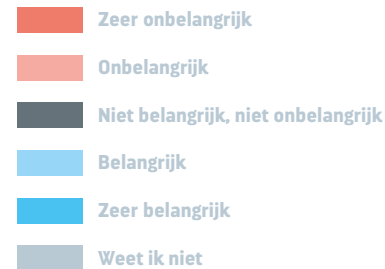 Zeer onbelangrijk
Onbelangrijk
Niet belangrijk, niet onbelangrijk
Belangrijk
Zeer belangrijk
Weet ik niet